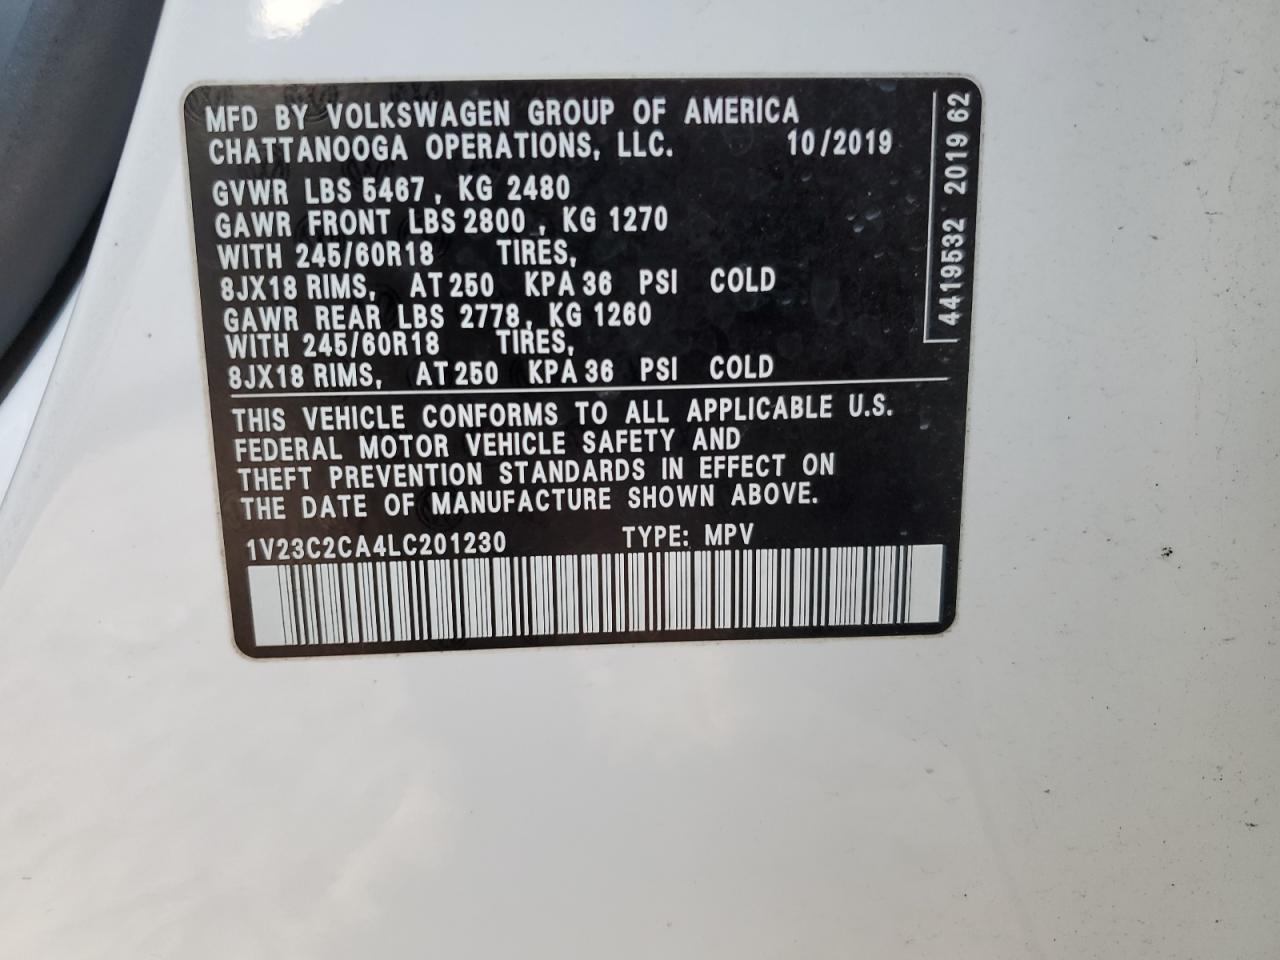 MFD BY VOLKSWAGEN GROUP OF AMERICA
CHATTANOOGA OPERATIONS, LLC. 10/2019
GVWR LBS 5467, KG 2480
GAWR FRONT LBS 2800 , KG 1270
WITH 245/60R18 TIRES,
8JX18 RIMS, AT 250 KPA 36 PSI COLD
GAWR REAR LBS 2778, KG 1260
WITH 245/60R18 TIRES,
8JX18 RIMS, AT 250 KPA 36 PSI COLD
THIS VEHICLE CONFORMS TO ALL APPLICABLE U.S.
FEDERAL MOTOR VEHICLE SAFETY AND
THEFT PREVENTION STANDARDS IN EFFECT ON
THE DATE OF MANUFACTURE SHOWN ABOVE.
1V23C2CA4LC201230 TYPE: MPV
4419532 2019 62